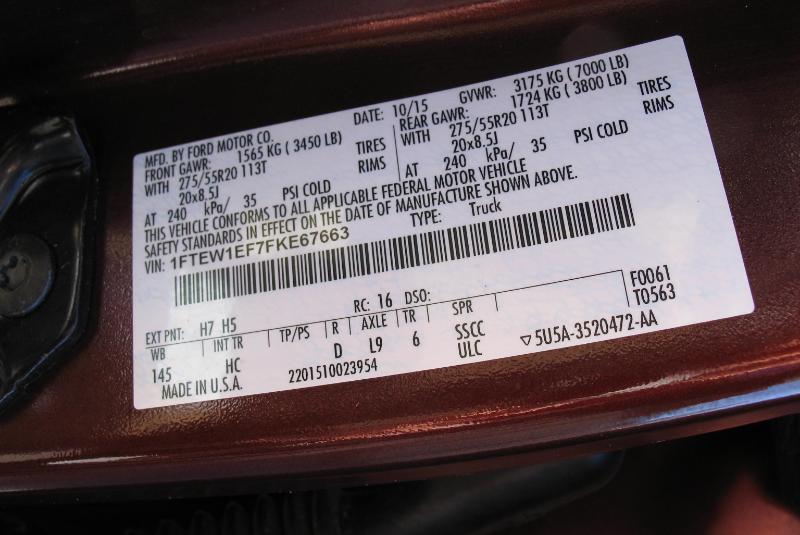 MFD. BY FORD MOTOR CO. DATE: 10/15 GVWR: 3175 KG ( 7000 LB)
FRONT GAWR: 1565 KG ( 3450 LB) REAR GAWR: 1724 KG ( 3800 LB)
WITH 275/55R20 113T TIRES WITH 275/55R20 113T TIRES
20x8.5J RIMS 20x8.5J RIMS
AT 240 kPa/ 35 PSI COLD AT 240 kPa/ 35 PSI COLD
THIS VEHICLE CONFORMS TO ALL APPLICABLE FEDERAL MOTOR VEHICLE
SAFETY STANDARDS IN EFFECT ON THE DATE OF MANUFACTURE SHOWN ABOVE.
VIN: 1FTEW1EF7FKE67663 TYPE: Truck
F0061
T0563
EXT PNT: H7 H5 RC: 16 DSO:
WB INT TR TP/PS R AXLE TR SPR
145 HC D L9 6 SSCC
ULC
▽5U5A-3520472-AA
MADE IN U.S.A. 2201510023954